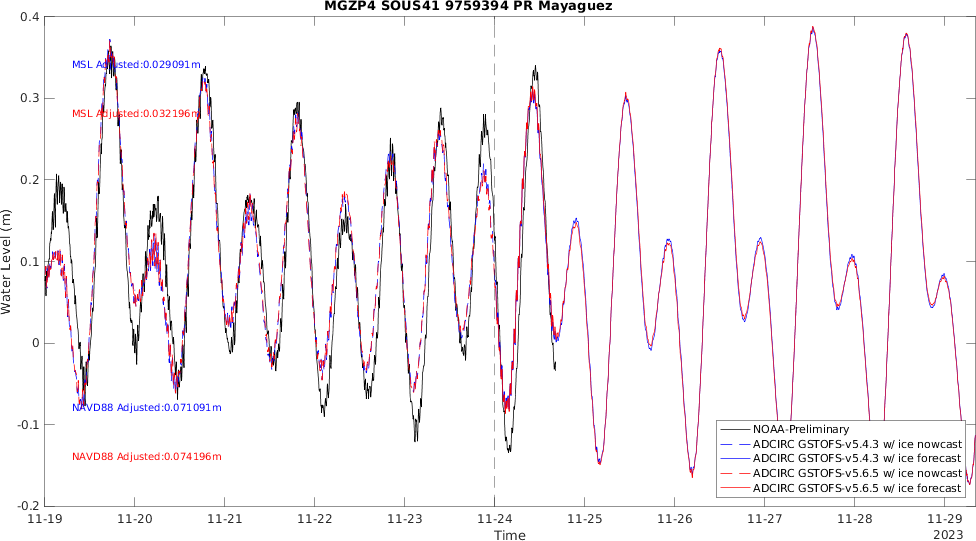 MGZP4 SOUS41 9759394 PR Mayaguez
0.4
0.3
0.2
0.1
0
-0.1
-0.2
Water Level (m)
MSL Adjusted:0.029091m
MSL Adjusted:0.032196m
NAVD88 Adjusted:0.071091m
NAVD88 Adjusted:0.074196m
NOAA-Preliminary
ADCIRC GSTOFS-v5.4.3 w/ ice nowcast
ADCIRC GSTOFS-v5.4.3 w/ ice forecast
ADCIRC GSTOFS-v5.6.5 w/ ice nowcast
ADCIRC GSTOFS-v5.6.5 w/ ice forecast
11-19 11-20 11-21 11-22 11-23 11-24 11-25 11-26 11-27 11-28 11-29
Time
2023